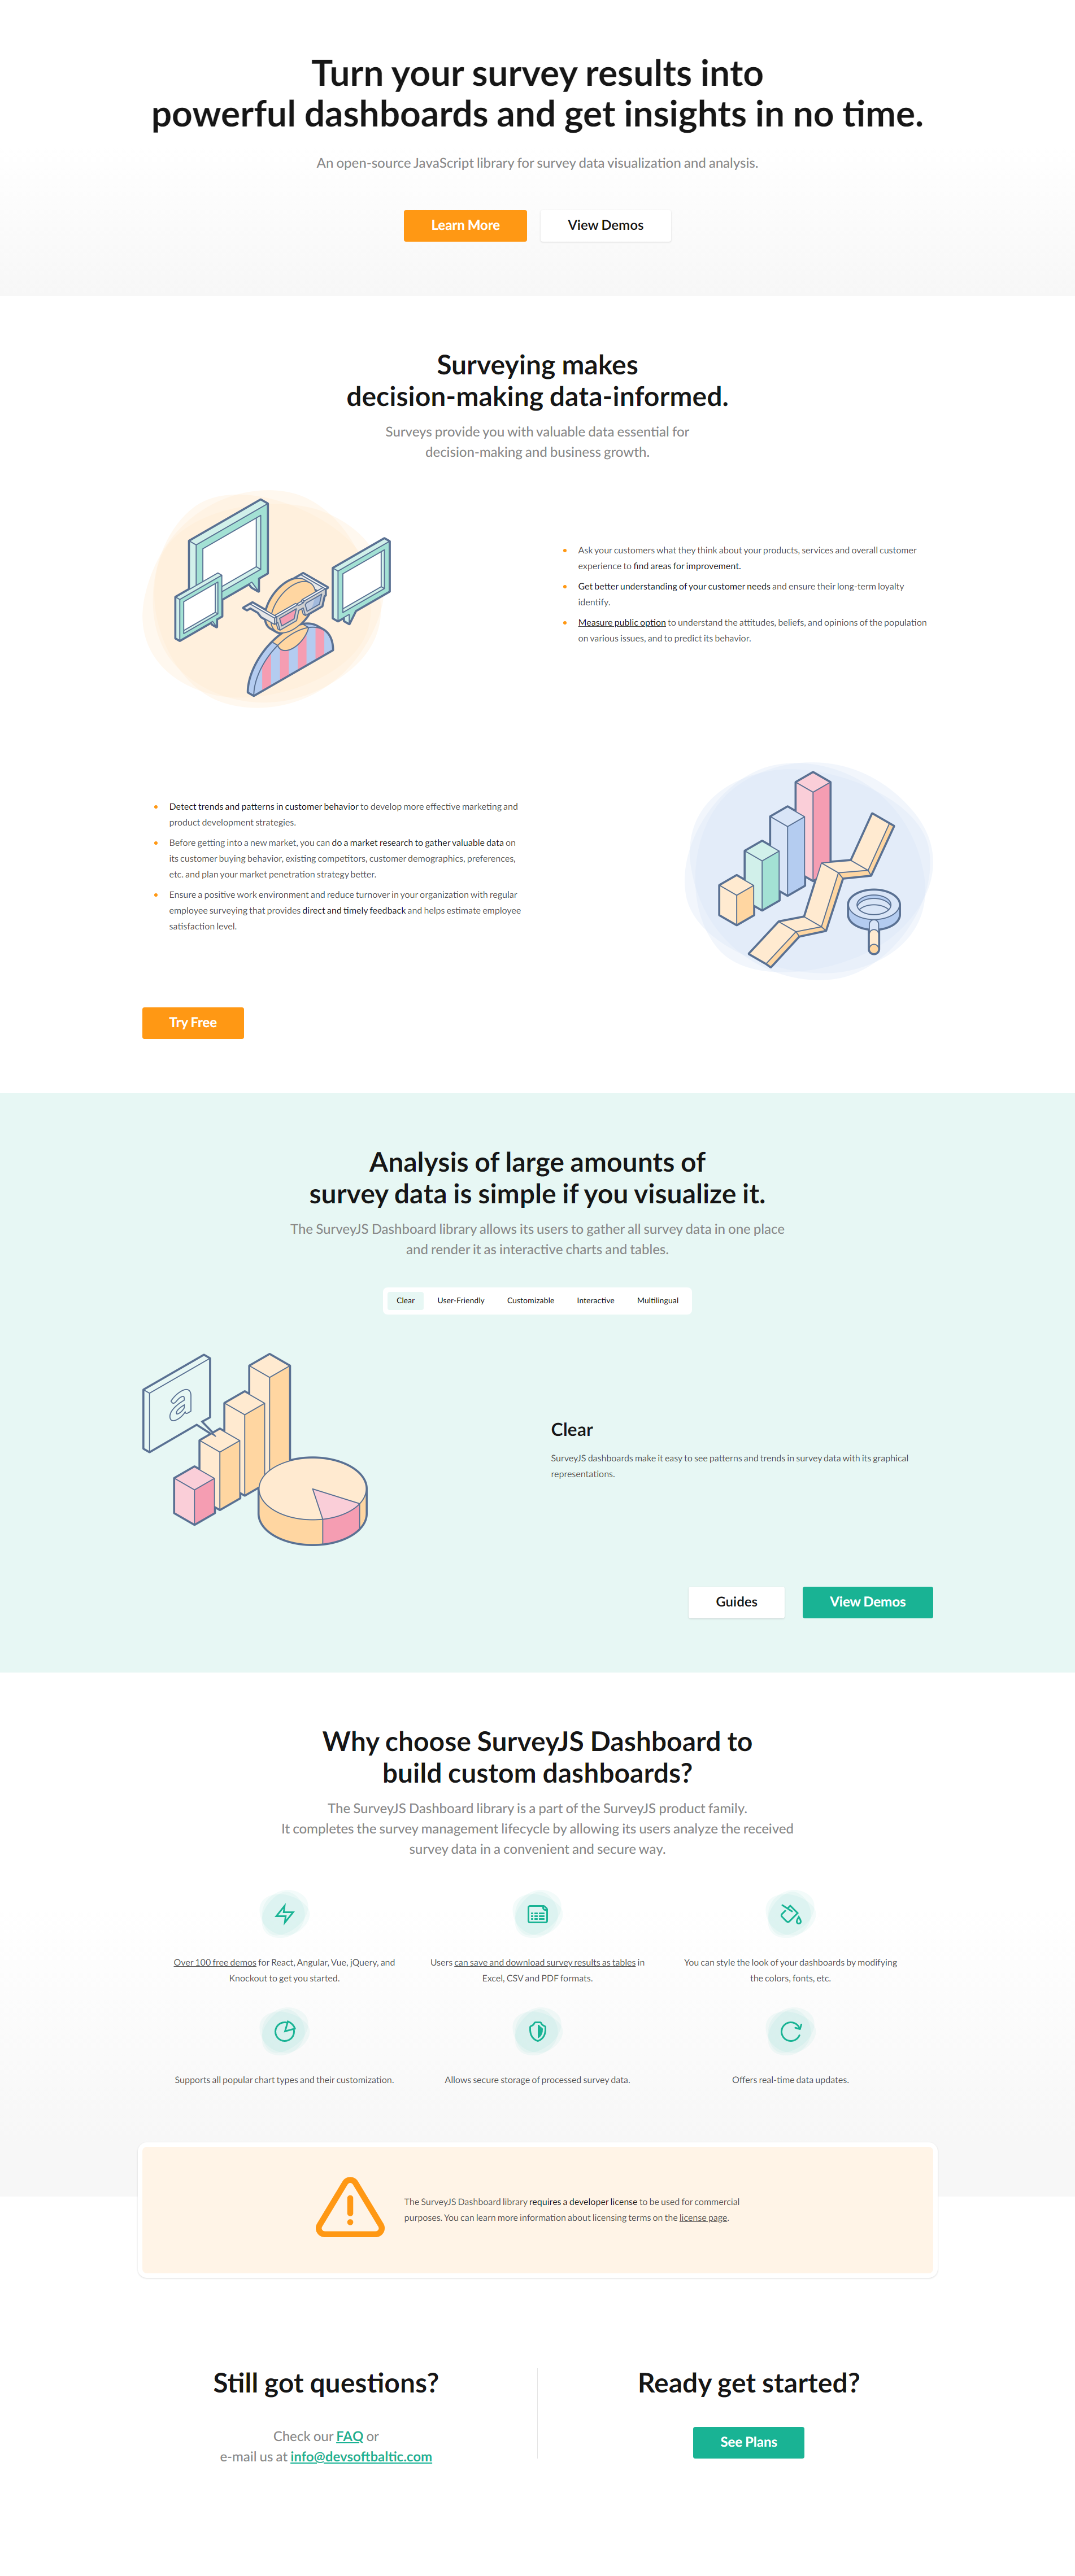 Turn your survey results into
powerful dashboards and get insights in no time.
An open-source JavaScript library for survey data visualization and analysis.
Learn More
View Demos
Surveying makes
decision-making data-informed.
Surveys provide you with valuable data essential for
decision-making and business growth.
Ask your customers what they think about your products, services and overall customer
experience to find areas for improvement.
Get better understanding of your customer needs and ensure their long-term loyalty
identify.
Measure public option to understand the attitudes, beliefs, and opinions of the population
on various issues, and to predict its behavior.
Detect trends and patterns in customer behavior to develop more effective marketing and
product development strategies.
Before getting into a new market, you can do a market research to gather valuable data on
its customer buying behavior, existing competitors, customer demographics, preferences,
etc. and plan your market penetration strategy better.
Ensure a positive work environment and reduce turnover in your organization with regular
employee surveying that provides direct and timely feedback and helps estimate employee
satisfaction level.
Try Free
Analysis of large amounts of
survey data is simple if you visualize it.
The SurveyJS Dashboard library allows its users to gather all survey data in one place
and render it as interactive charts and tables.
Clear
User-Friendly
Customizable
Interactive
Multilingual
a
Clear
SurveyJS dashboards make it easy to see patterns and trends in survey data with its graphical
representations.
Guides
View Demos
Why choose SurveyJS Dashboard to
build custom dashboards?
The SurveyJS Dashboard library is a part of the SurveyJS product family.
It completes the survey management lifecycle by allowing its users analyze the received
survey data in a convenient and secure way.
Over 100 free demos for React, Angular, Vue, jQuery, and
Knockout to get you started.
Users can save and download survey results as tables in
Excel, CSV and PDF formats.
You can style the look of your dashboards by modifying
the colors, fonts, etc.
Supports all popular chart types and their customization.
Allows secure storage of processed survey data.
Offers real-time data updates.
The SurveyJS Dashboard library requires a developer license to be used for commercial
purposes. You can learn more information about licensing terms on the license page.
Still got questions?
Check our FAQ or
e-mail us at info@devsoftbaltic.com
Ready get started?
See Plans